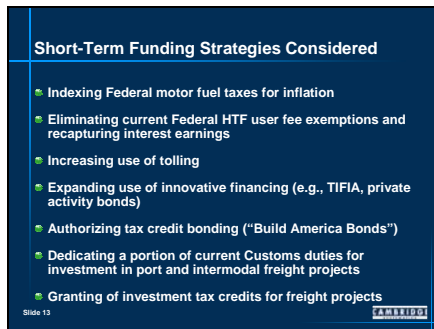 Short-Term Funding Strategies Considered
Indexing Federal motor fuel taxes for inflation
Eliminating current Federal HTF user fee exemptions and
recapturing interest earnings
Increasing use of tolling
Expanding use of innovative financing (e.g., TIFIA, private
activity bonds)
Authorizing tax credit bonding (“Build America Bonds”)
Dedicating a portion of current Customs duties for
investment in port and intermodal freight projects
Granting of investment tax credits for freight projects
Slide 13
CAMBRIDGE